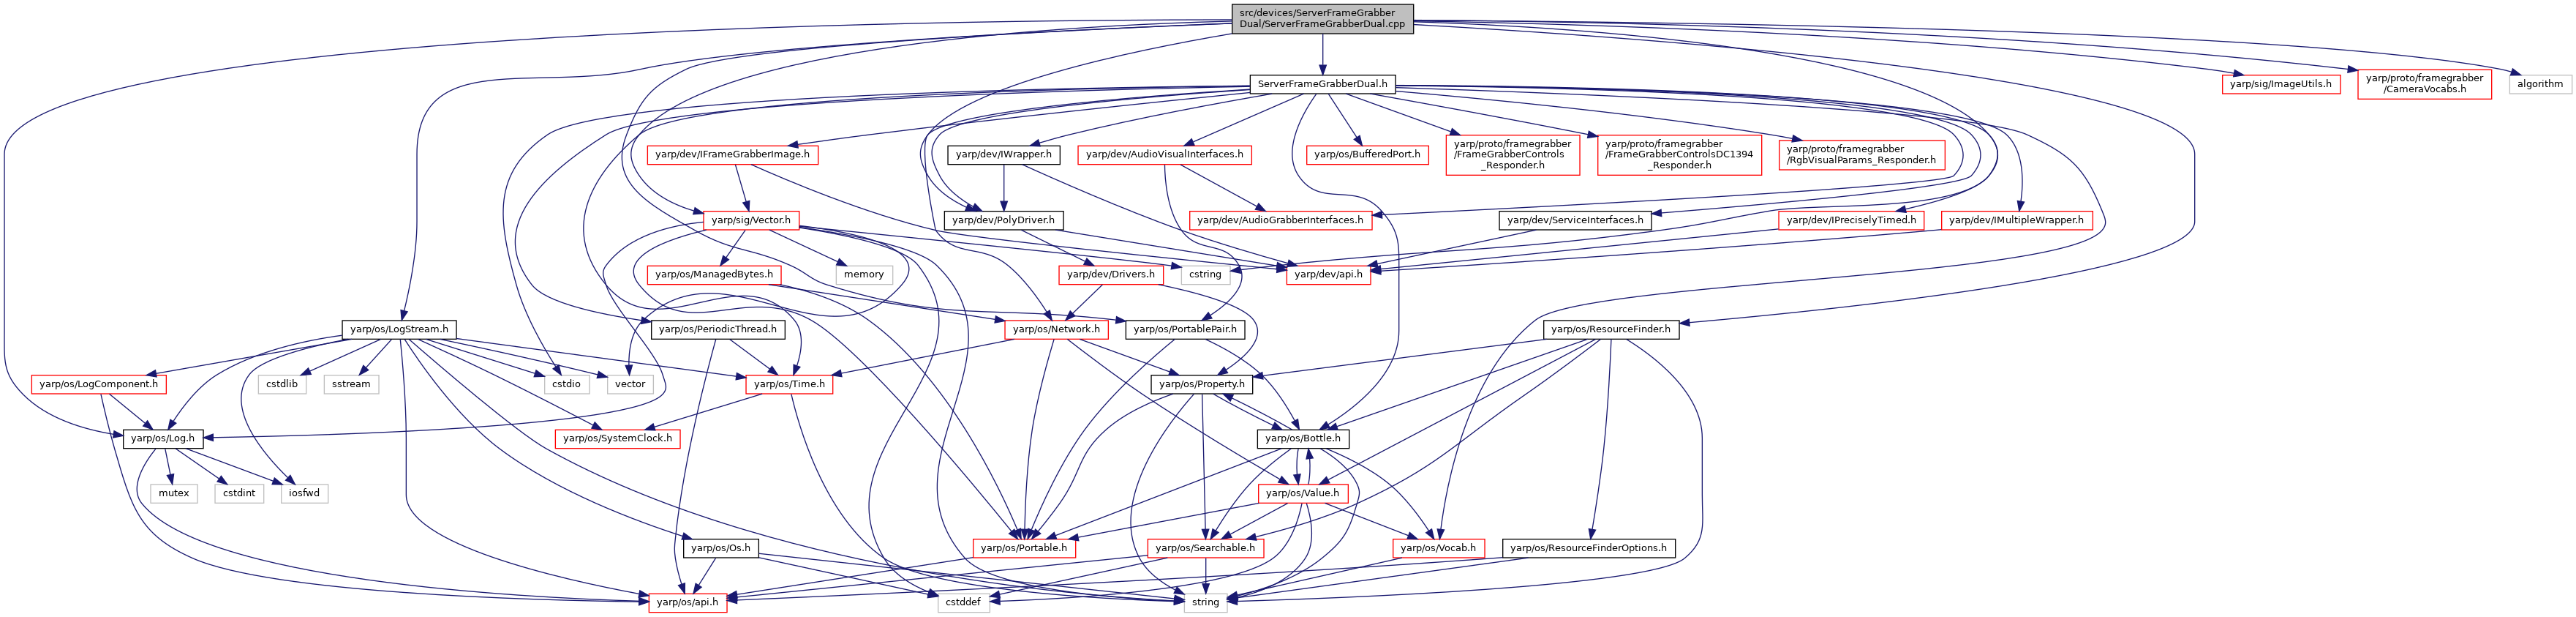 src/devices/ServerFrameGrabber
Dual/ServerFrameGrabberDual.cpp
ServerFrameGrabberDual.h
yarp/sig/ImageUtils.h
yarp/proto/framegrabber
/CameraVocabs.h
algorithm
yarp/dev/IFrameGrabberImage.h
yarp/dev/IWrapper.h
yarp/dev/AudioVisualInterfaces.h
yarp/os/BufferedPort.h
yarp/proto/framegrabber
/FrameGrabberControls
_Responder.h
yarp/proto/framegrabber
/FrameGrabberControlsDC1394
_Responder.h
yarp/proto/framegrabber
/RgbVisualParams_Responder.h
yarp/sig/Vector.h
yarp/dev/PolyDriver.h
yarp/dev/AudioGrabberInterfaces.h
yarp/dev/ServiceInterfaces.h
yarp/dev/IPreciselyTimed.h
yarp/dev/IMultipleWrapper.h
yarp/os/ManagedBytes.h
memory
yarp/dev/Drivers.h
cstring
yarp/dev/api.h
yarp/os/LogStream.h
yarp/os/PeriodicThread.h
yarp/os/Network.h
yarp/os/PortablePair.h
yarp/os/ResourceFinder.h
yarp/os/LogComponent.h
cstdlib
sstream
cstdio
vector
yarp/os/Time.h
yarp/os/Property.h
yarp/os/Log.h
yarp/os/SystemClock.h
yarp/os/Bottle.h
mutex
cstdint
iosfwd
yarp/os/Value.h
yarp/os/Os.h
yarp/os/Portable.h
yarp/os/Searchable.h
yarp/os/Vocab.h
yarp/os/ResourceFinderOptions.h
yarp/os/api.h
cstddef
string